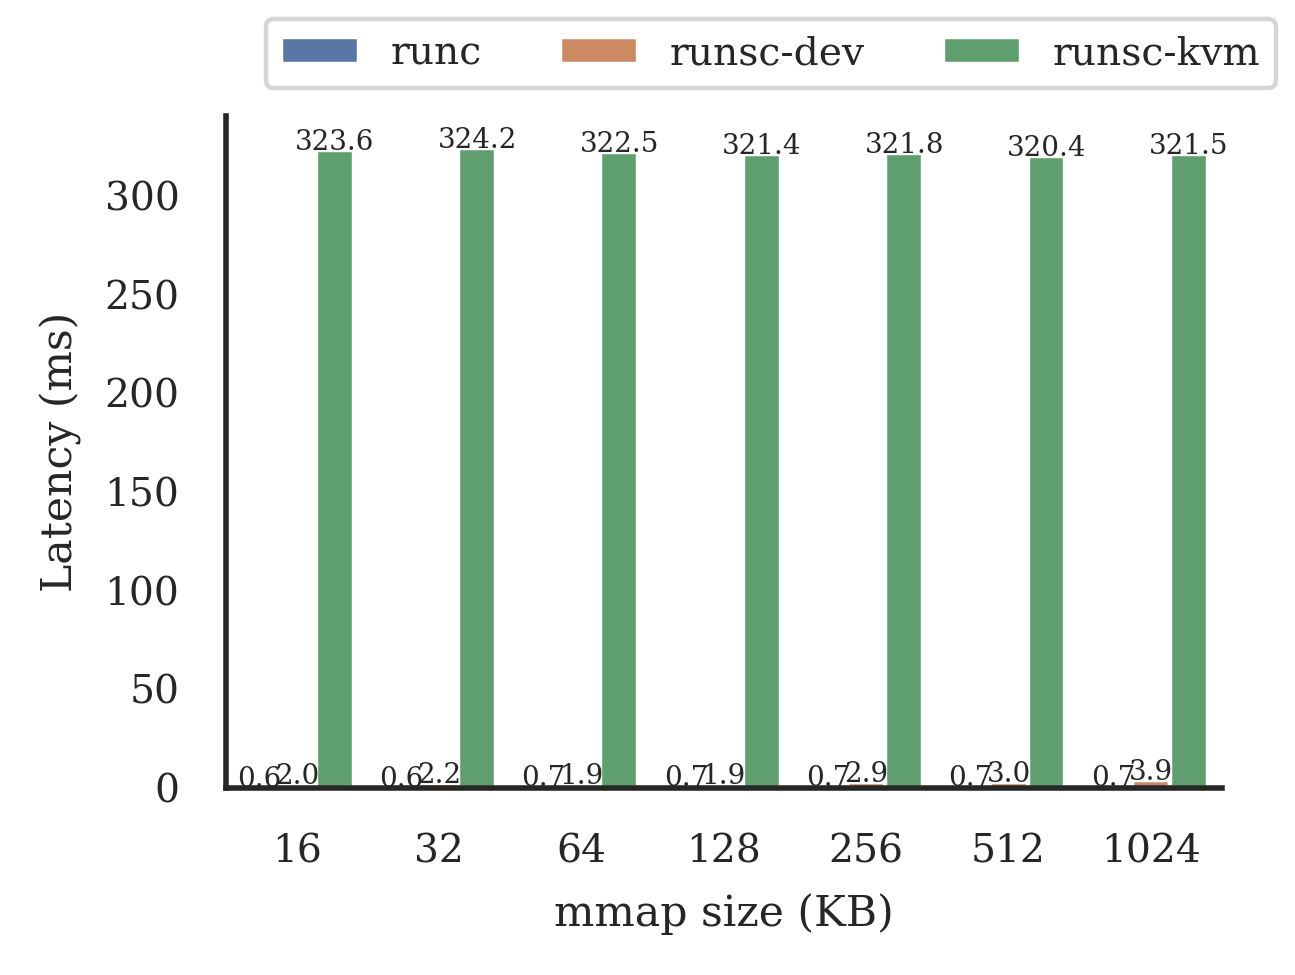 runc runsc-dev runsc-kvm
323.6 324.2 322.5 321.4 321.8 320.4 321.5
300
250
200
150
100
50
0
Latency (ms)
0.6 2.0 0.6 2.2 0.7 1.9 0.7 1.9 0.7 2.9 0.7 3.0 0.7 3.9
16 32 64 128 256 512 1024
mmap size (KB)